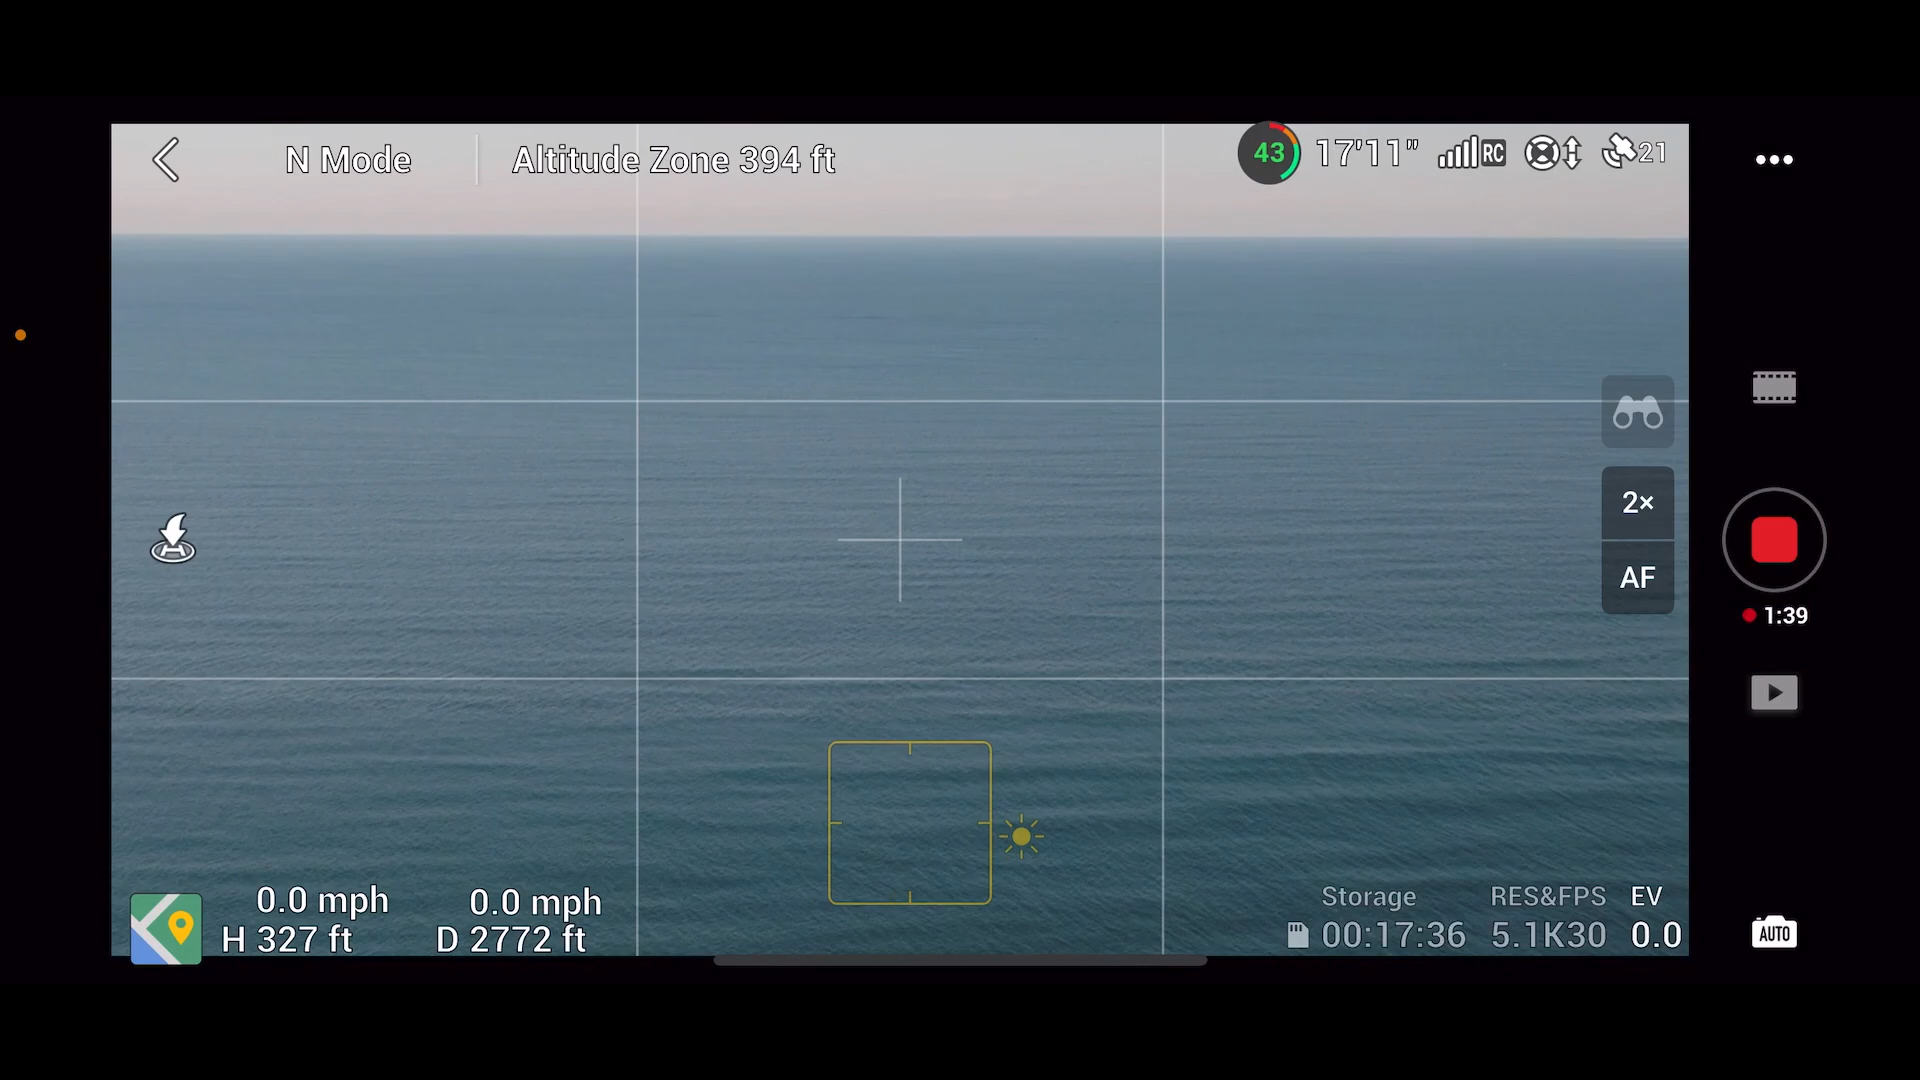 N Mode
Altitude Zone 394 ft
43
17'11"
RC
21
2×
AF
1:39
0.0 mph
0.0 mph
H 327 ft
D 2772 ft
Storage
RES&FPS
EV
00:17:36
5.1K30
0.0
AUTO